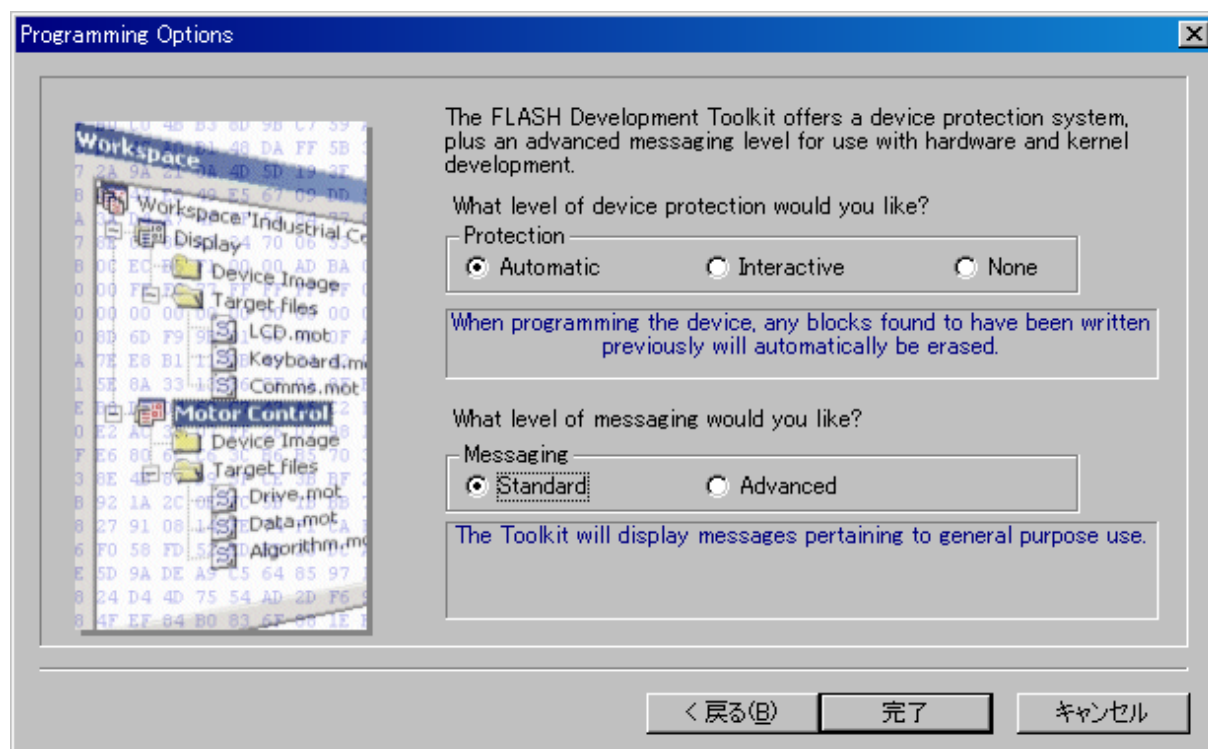 Programming Options
Workspace
Workspace 'Industrial Co
Display
Device Image
Target files
LCD.mot
Keyboard.m
Comms.mot
Motor Control
Device Image
Target files
Drive.mot
Data.mot
Algorithm.mo
The FLASH Development Toolkit offers a device protection system,
plus an advanced messaging level for use with hardware and kernel
development.
What level of device protection would you like?
Protection
Automatic Interactive None
When programming the device, any blocks found to have been written
previously will automatically be erased.
What level of messaging would you like?
Messaging
Standard Advanced
The Toolkit will display messages pertaining to general purpose use.
< 戻る(B) 完了 キャンセル